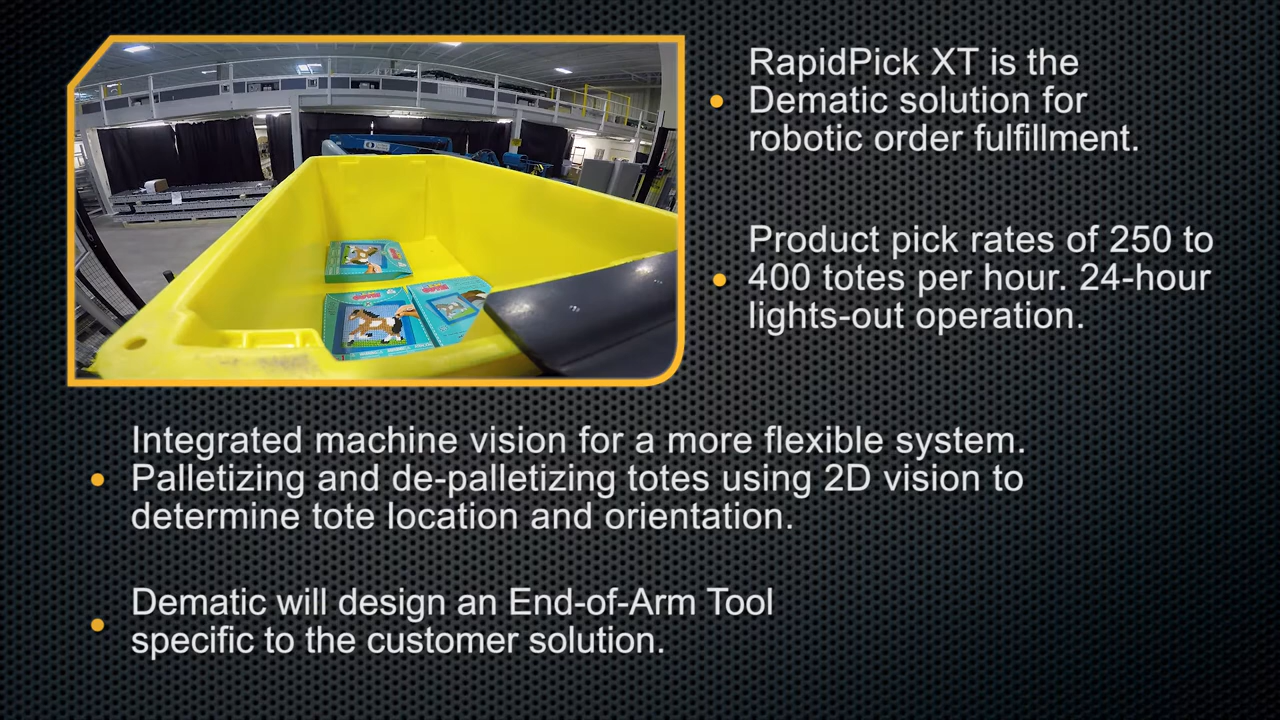 RapidPick XT is the
Dematic solution for
robotic order fulfillment.
Product pick rates of 250 to
400 totes per hour. 24-hour
lights-out operation.
Integrated machine vision for a more flexible system.
Palletizing and de-palletizing totes using 2D vision to
determine tote location and orientation.
Dematic will design an End-of-Arm Tool
specific to the customer solution.